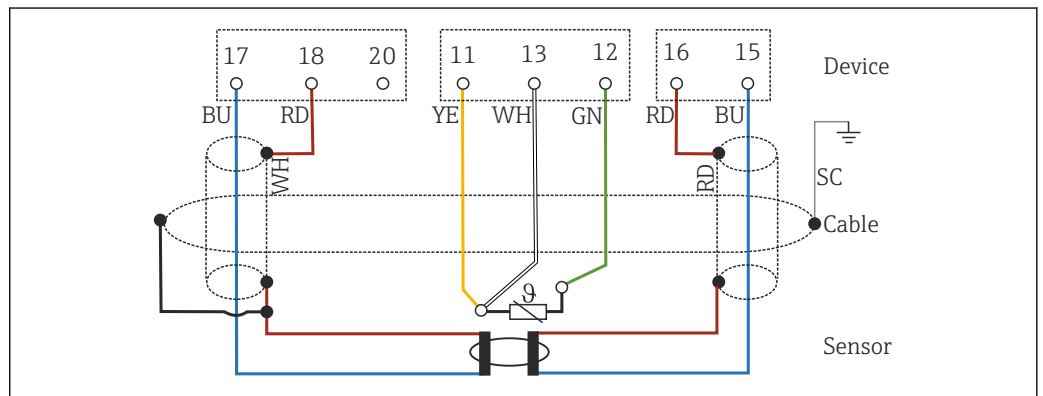 17 18 20 11 13 12 16 15
Device
BU RD YE WH GN RD BU
WH RD SC
Cable
ϑ
Sensor